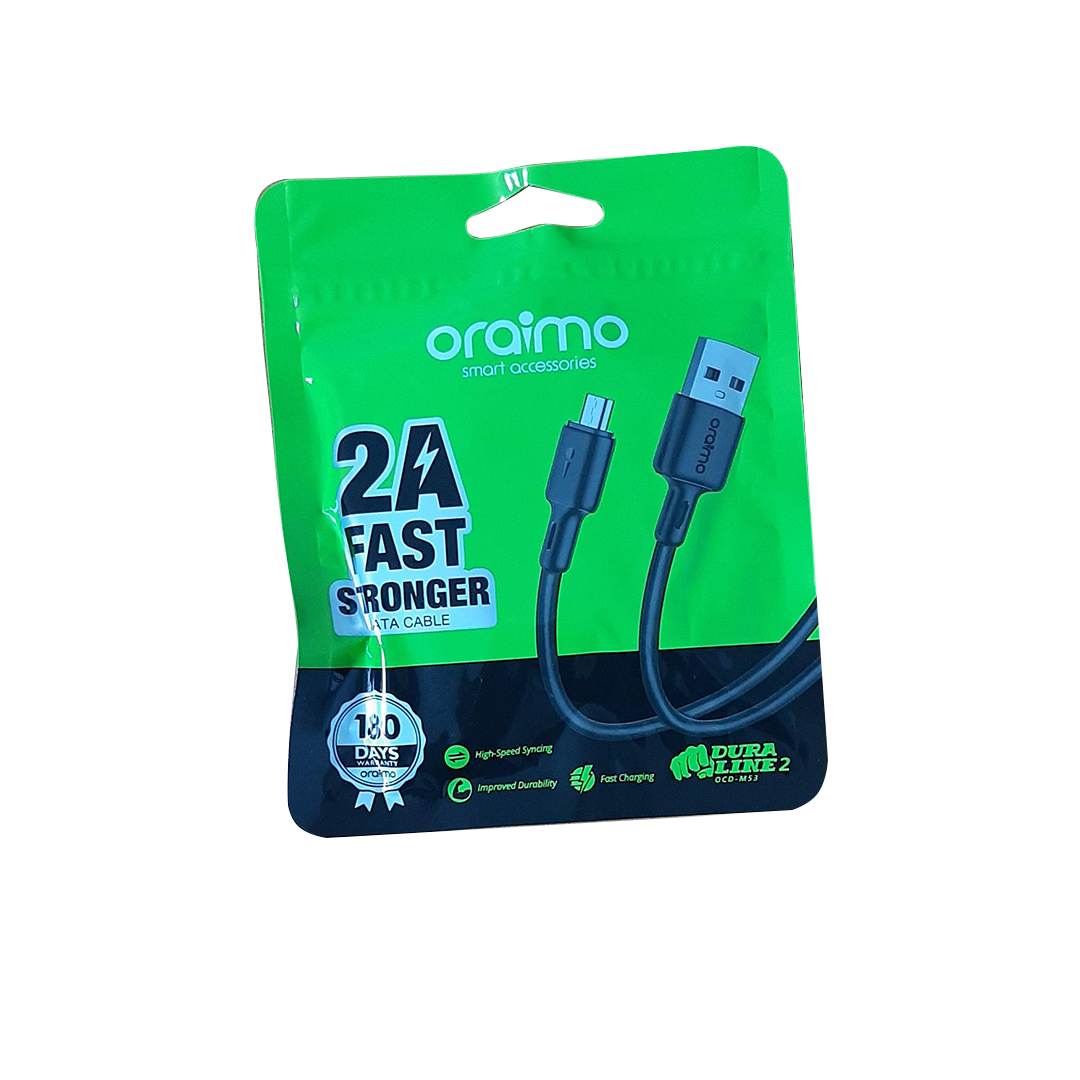 oraimo
smart accessories
oraimo
2A
FAST
STRONGER
ATA CABLE
180
DAYS
WARRANTY
oraimo
High-Speed Syncing
Improved Durability
Fast Charging
DURA
LINE 2
OCD-M53